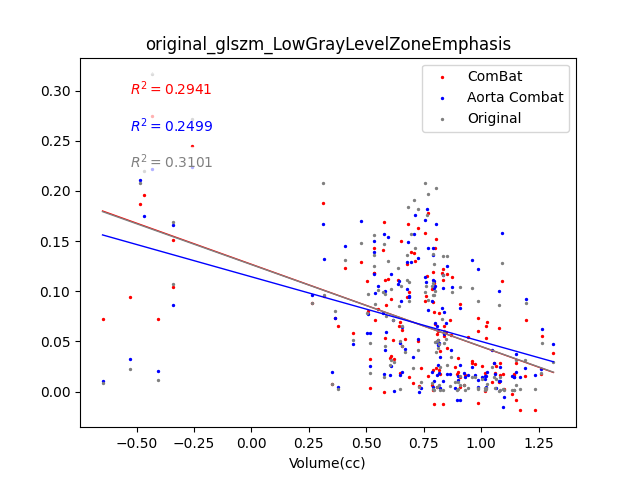 original_glszm_LowGrayLevelZoneEmphasis
0.30
0.25
0.20
0.15
0.10
0.05
0.00
R² = 0.2941
R² = 0.2499
R² = 0.3101
ComBat
Aorta Combat
Original
−0.50 −0.25 0.00 0.25 0.50 0.75 1.00 1.25
Volume(cc)